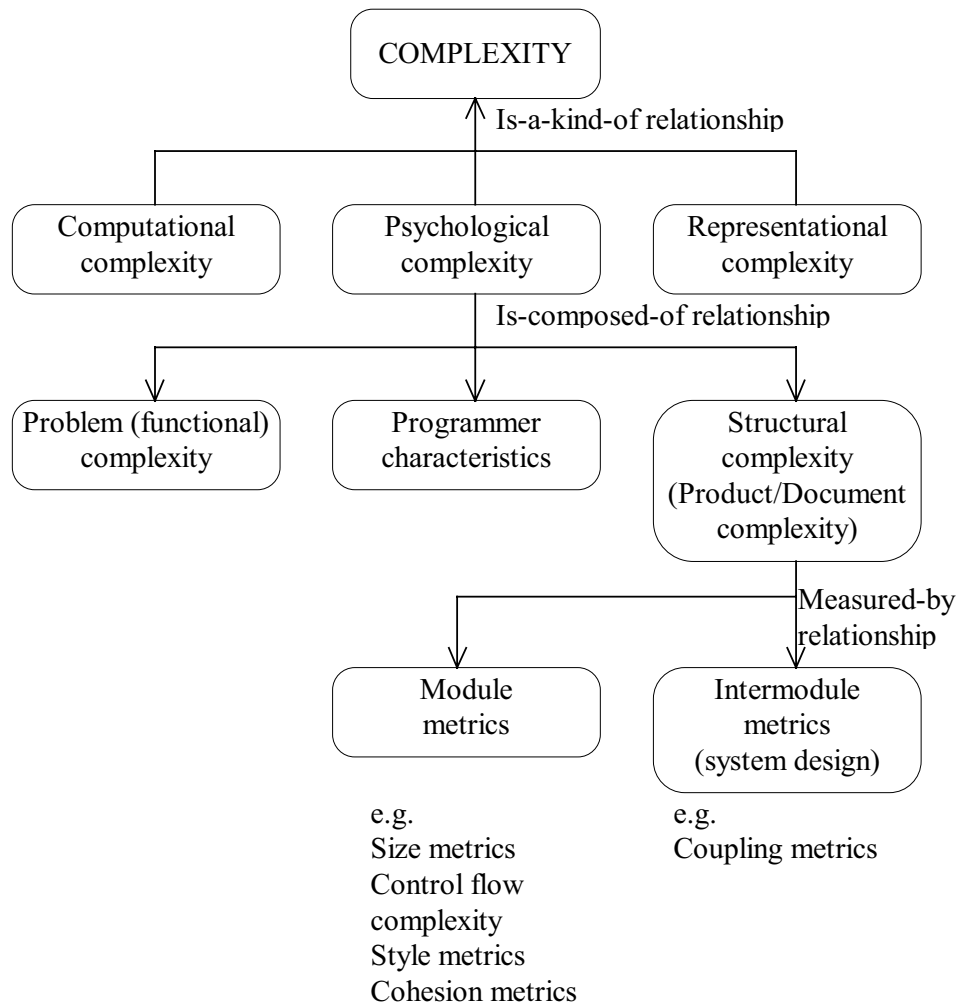 COMPLEXITY
Is-a-kind-of relationship
Computational
complexity
Psychological
complexity
Representational
complexity
Is-composed-of relationship
Problem (functional)
complexity
Programmer
characteristics
Structural
complexity
(Product/Document
complexity)
Measured-by
relationship
Module
metrics
Intermodule
metrics
(system design)
e.g.
Size metrics
Control flow
complexity
Style metrics
Cohesion metrics
e.g.
Coupling metrics